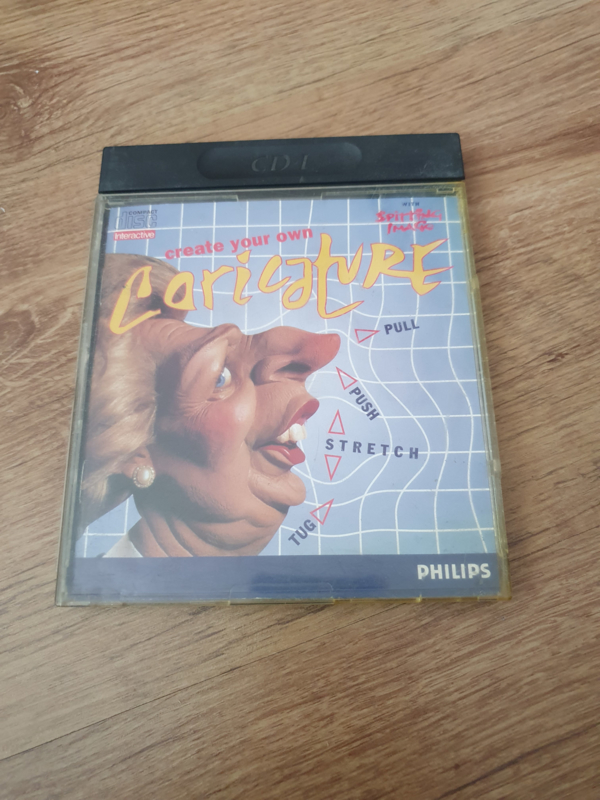 CD-I
COMPACT
disc
Interactive
WITH
Spitting
Image
create your own
CaricatURE
PULL
PUSH
STRETCH
TUG
PHILIPS